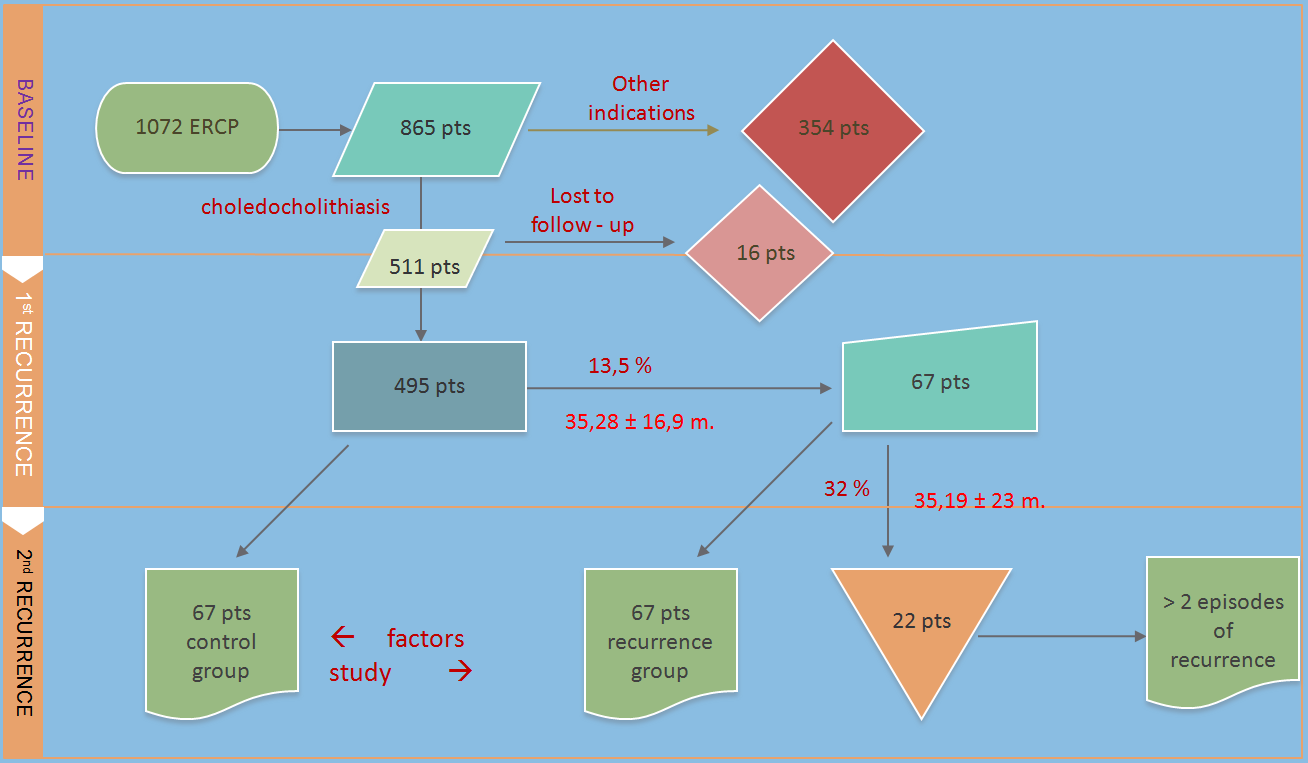 BASELINE
1072 ERCP
865 pts
Other
indications
354 pts
choledocholithiasis
Lost to
follow - up
511 pts
16 pts
1st RECURRENCE
495 pts
13,5 %
35,28 ± 16,9 m.
67 pts
32 %
35,19 ± 23 m.
2nd RECURRENCE
67 pts
control
group
← factors
study →
67 pts
recurrence
group
22 pts
> 2 episodes
of
recurrence